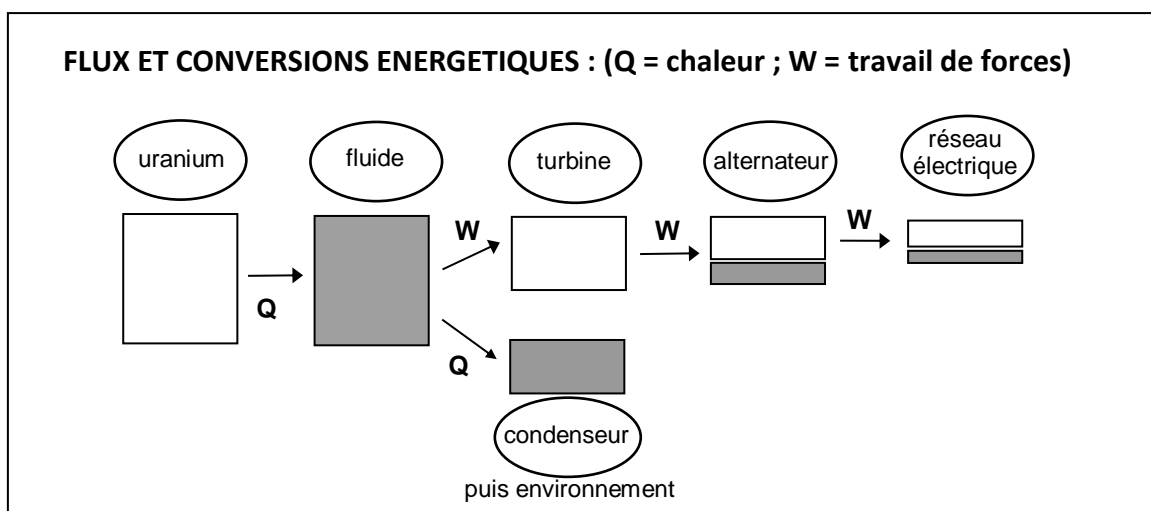 FLUX ET CONVERSIONS ENERGETIQUES : (Q = chaleur ; W = travail de forces)
uranium
fluide
turbine
alternateur
réseau
électrique
W
W
W
Q
Q
condenseur
puis environnement